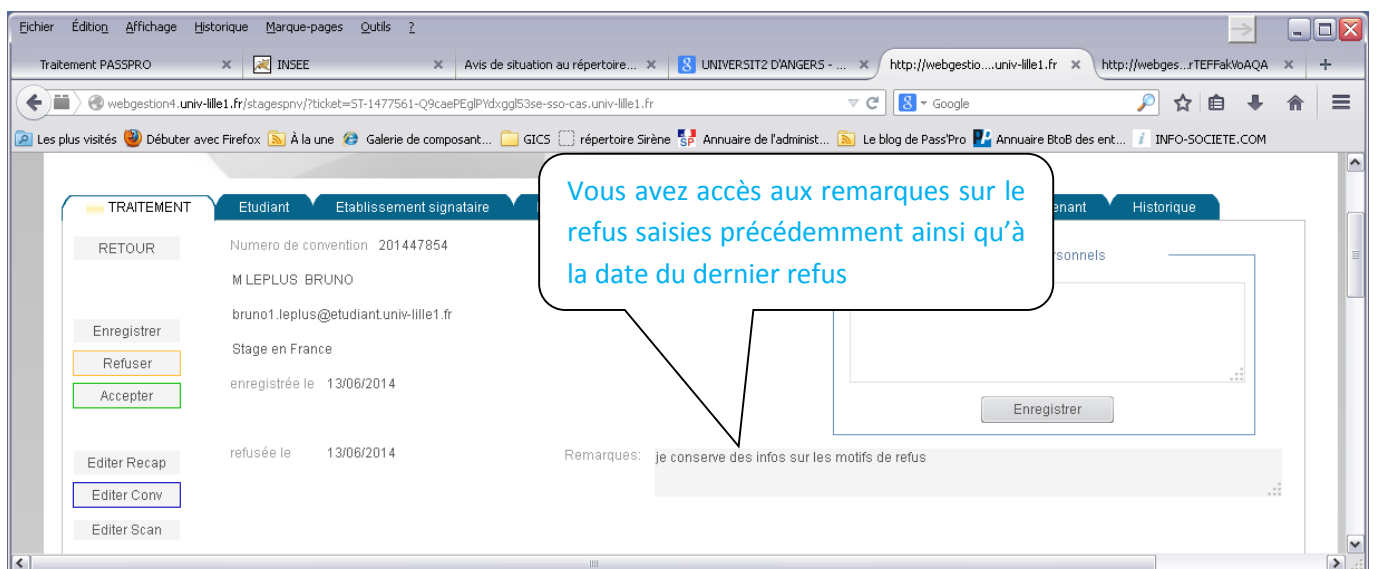 Fichier Édition Affichage Historique Marque-pages Outils ?
Traitement PASSPRO INSEE Avis de situation au répertoire... UNIVERSIT2 D'ANGERS - ... http://webgestio....univ-lille1.fr http://webges...rTEFFakVoAQA
webgestion4.univ-lille1.fr/stagespnv/?ticket=ST-1477561-Q9caePEglPYdxggl53se-sso-cas.univ-lille1.fr Google
Les plus visités Débuter avec Firefox À la une Galerie de composant... GICS répertoire Sirène Annuaire de l'administ... Le blog de Pass'Pro Annuaire BtoB des ent... INFO-SOCIETE.COM
TRAITEMENT Etudiant Etablissement signataire Historique
Vous avez accès aux remarques sur le
refus saisies précédemment ainsi qu'à
la date du dernier refus
RETOUR Numero de convention 201447854
M LEPLUS BRUNO
bruno1.leplus@etudiant.univ-lille1.fr
Enregistrer
Stage en France
Refuser
enregistrée le 13/06/2014
Accepter
Enregistrer
refusée le 13/06/2014 Remarques: je conserve des infos sur les motifs de refus
Editer Recap
Editer Conv
Editer Scan